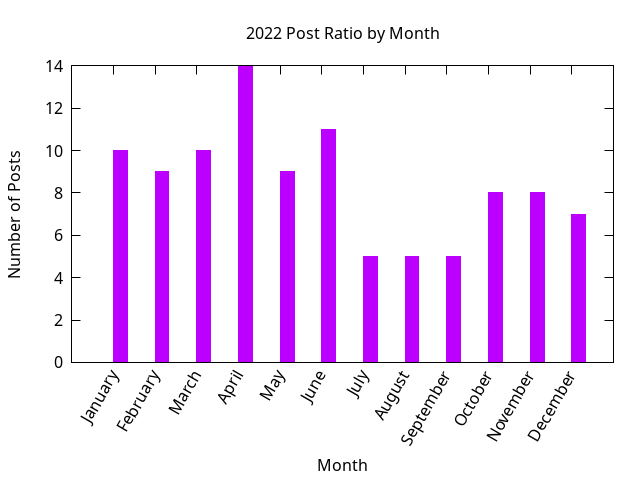 2022 Post Ratio by Month
14
12
10
8
6
4
2
0
Number of Posts
January
February
March
April
May
June
July
August
September
October
November
December
Month